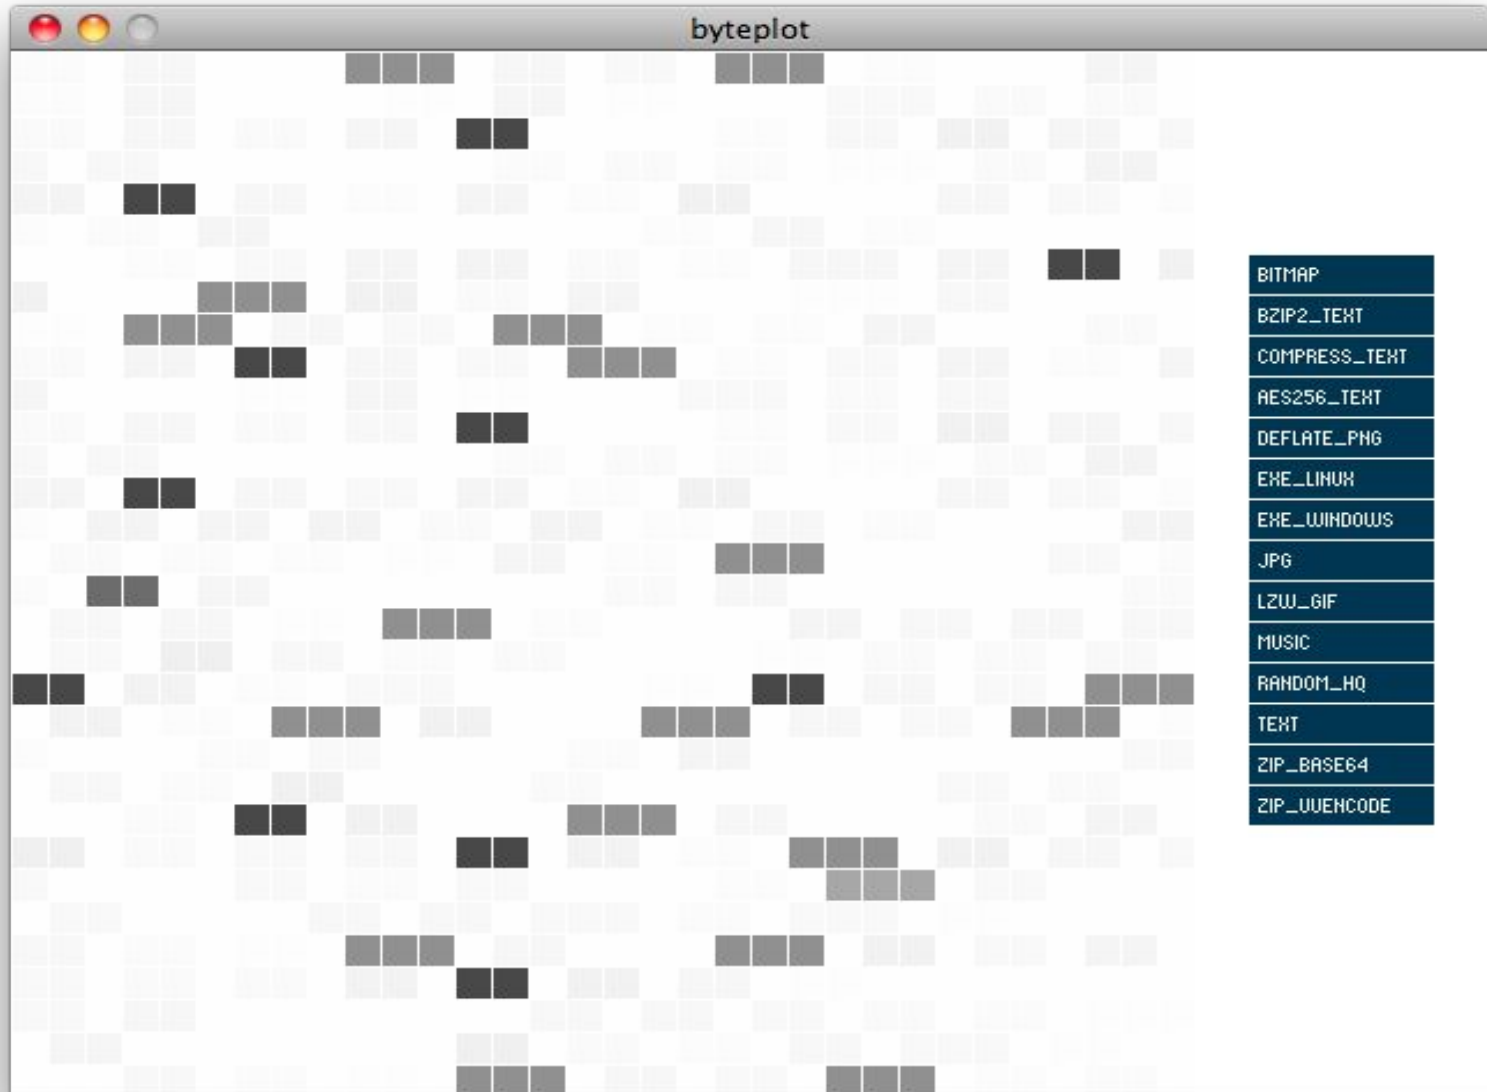 byteplot
BITMAP
BZIP2_TEXT
COMPRESS_TEXT
AES256_TEXT
DEFLATE_PNG
EXE_LINUX
EXE_WINDOWS
JPG
LZW_GIF
MUSIC
RANDOM_HQ
TEXT
ZIP_BASE64
ZIP_UUENCODE